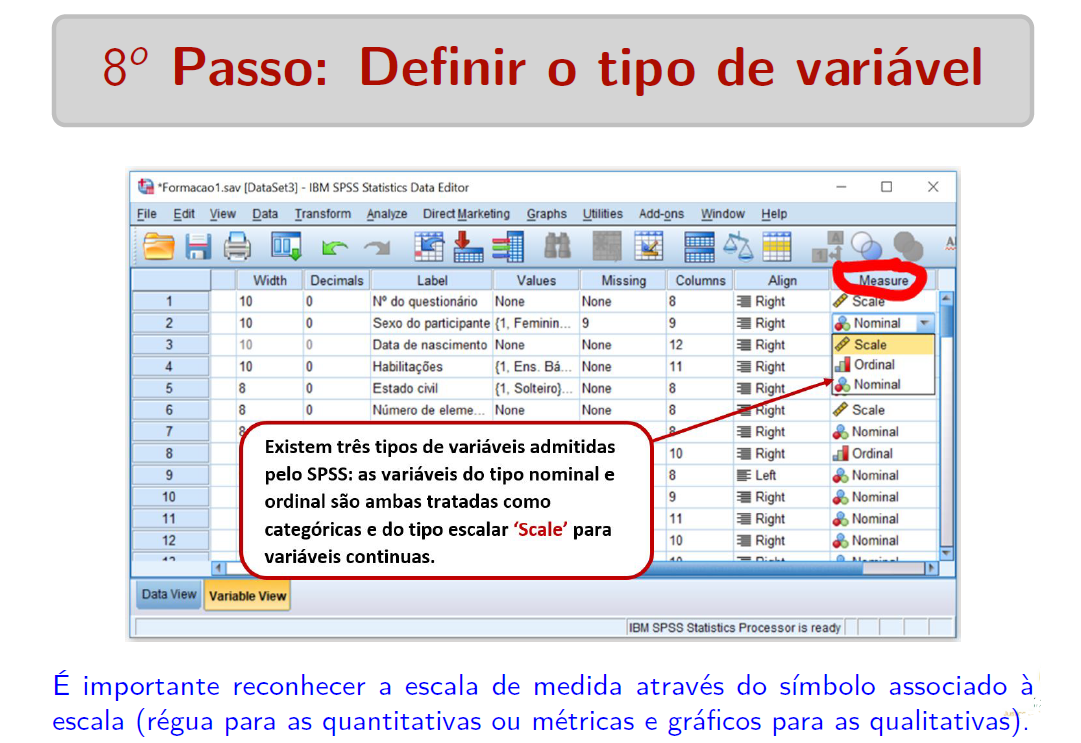 8º Passo: Definir o tipo de variável
*Formacao1.sav [DataSet3] - IBM SPSS Statistics Data Editor
File Edit View Data Transform Analyze Direct Marketing Graphs Utilities Add-ons Window Help
Width Decimals Label Values Missing Columns Align Measure
1 10 0 Nº do questionário None None 8 Right Scale
2 10 0 Sexo do participante {1, Feminin... 9 9 Right Nominal
3 10 0 Data de nascimento None None 12 Right Scale
4 10 0 Habilitações {1, Ens. Bá... None 11 Right Ordinal
5 8 0 Estado civil {1, Solteiro}... None 8 Right Nominal
6 8 0 Número de eleme... None None 8 Right Scale
7 8 8 Right Nominal
8 10 Right Ordinal
9 8 Left Nominal
10 9 Right Nominal
11 11 Right Nominal
12 10 Right Nominal
13 10 Right Nominal
Existem três tipos de variáveis admitidas
pelo SPSS: as variáveis do tipo nominal e
ordinal são ambas tratadas como
categóricas e do tipo escalar ‘Scale’ para
variáveis continuas.
Data View Variable View
IBM SPSS Statistics Processor is ready
É importante reconhecer a escala de medida através do símbolo associado à
escala (régua para as quantitativas ou métricas e gráficos para as qualitativas).